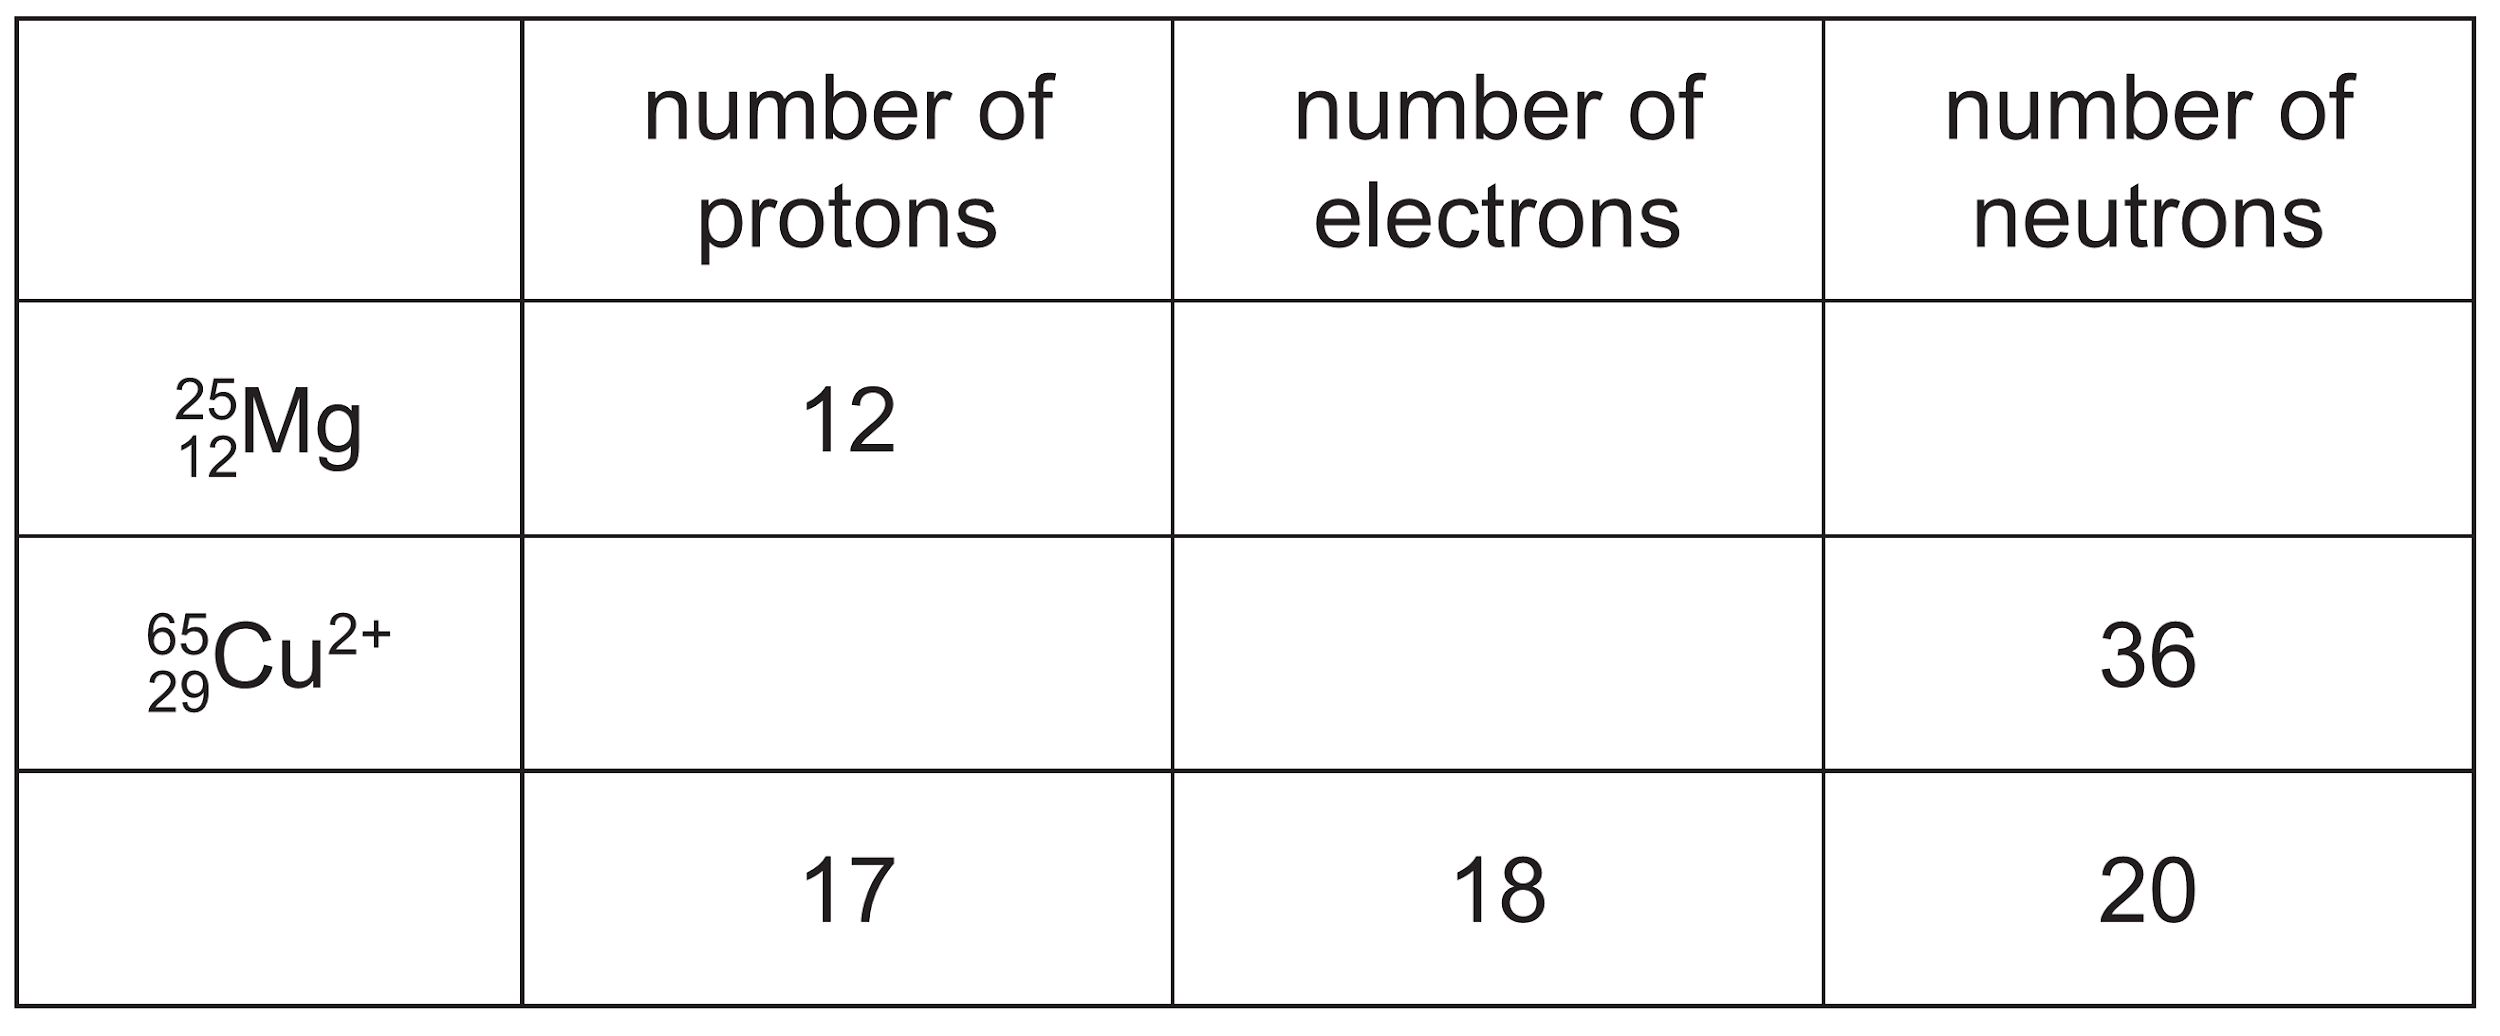 number of protons
number of electrons
number of neutrons
²⁵₁₂Mg 12
⁶⁵₂₉Cu²⁺ 36
17 18 20